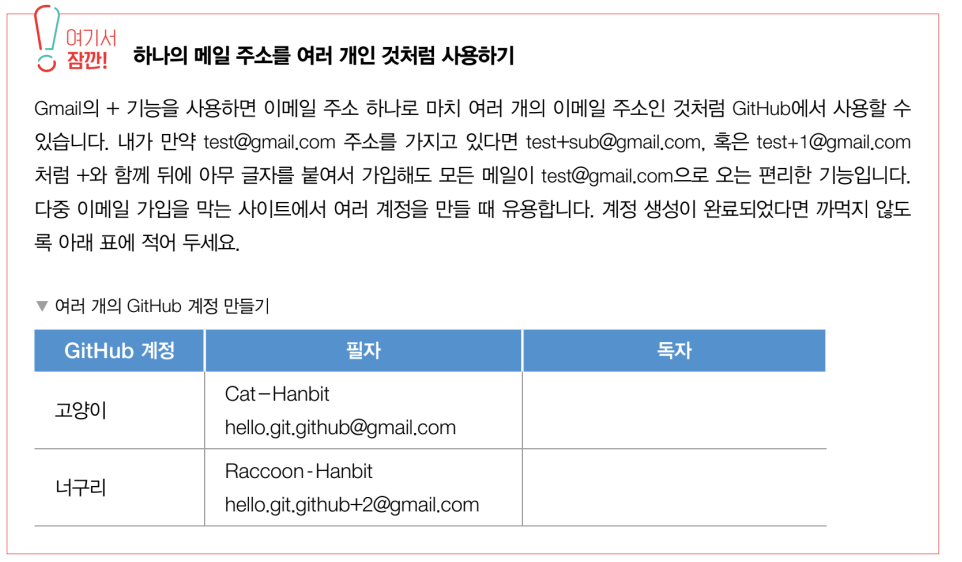 여기서
잠깐!
하나의 메일 주소를 여러 개인 것처럼 사용하기
Gmail의 + 기능을 사용하면 이메일 주소 하나로 마치 여러 개의 이메일 주소인 것처럼 GitHub에서 사용할 수
있습니다. 내가 만약 test@gmail.com 주소를 가지고 있다면 test+sub@gmail.com, 혹은 test+1@gmail.com
처럼 +와 함께 뒤에 아무 글자를 붙여서 가입해도 모든 메일이 test@gmail.com으로 오는 편리한 기능입니다.
다중 이메일 가입을 막는 사이트에서 여러 계정을 만들 때 유용합니다. 계정 생성이 완료되었다면 까먹지 않도
록 아래 표에 적어 두세요.
▼ 여러 개의 GitHub 계정 만들기
GitHub 계정 필자 독자
고양이
Cat-Hanbit
hello.git.github@gmail.com
너구리
Raccoon-Hanbit
hello.git.github+2@gmail.com